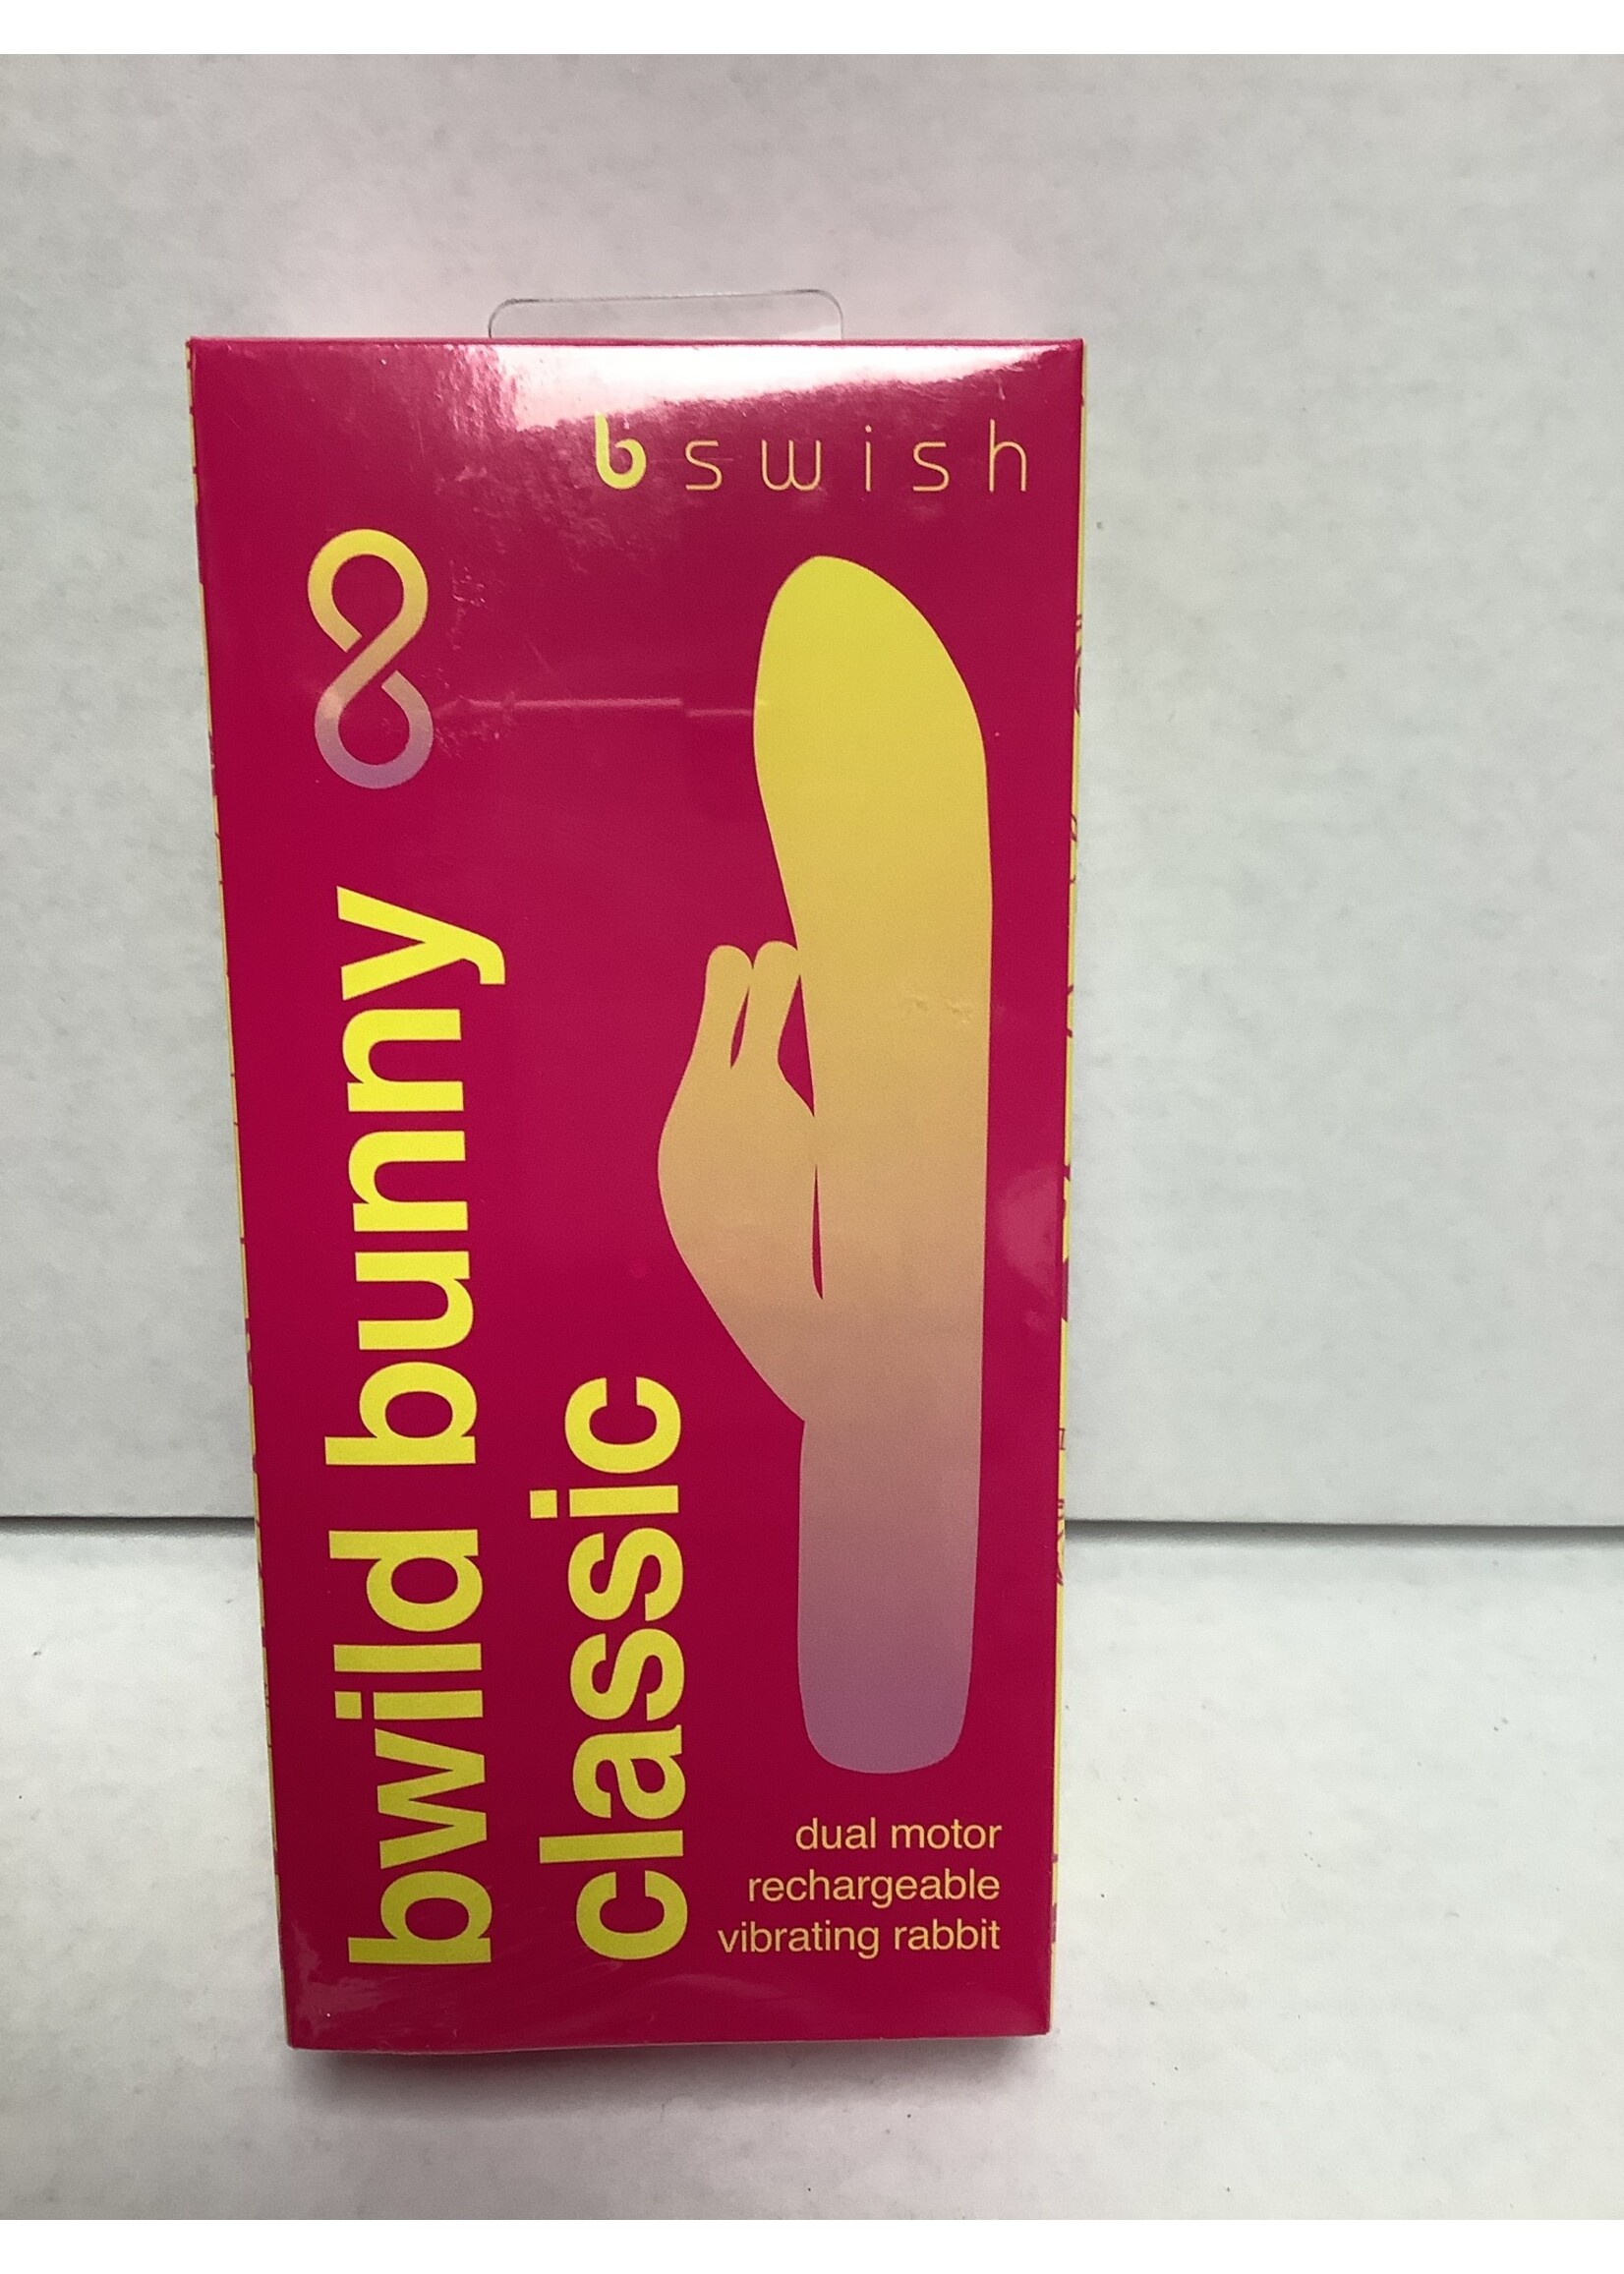 bswish
bwild bunny
classic
dual motor
rechargeable
vibrating rabbit